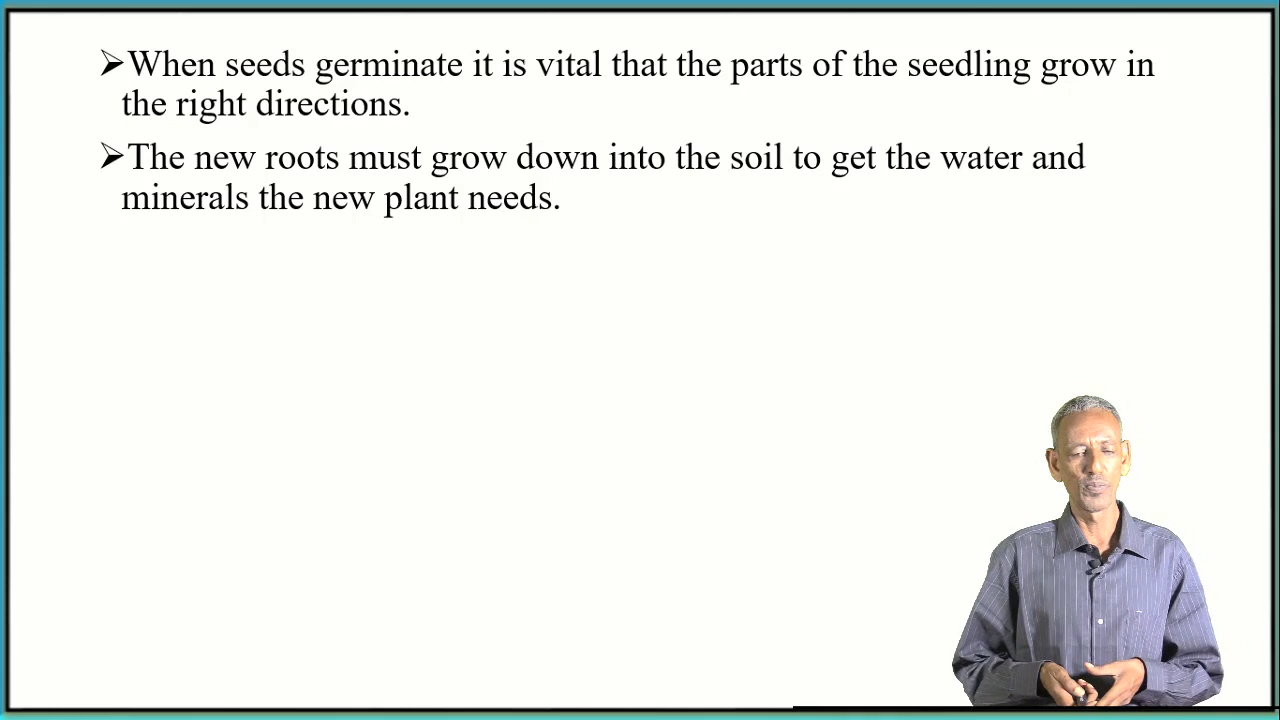 ➢When seeds germinate it is vital that the parts of the seedling grow in
the right directions.
➢The new roots must grow down into the soil to get the water and
minerals the new plant needs.